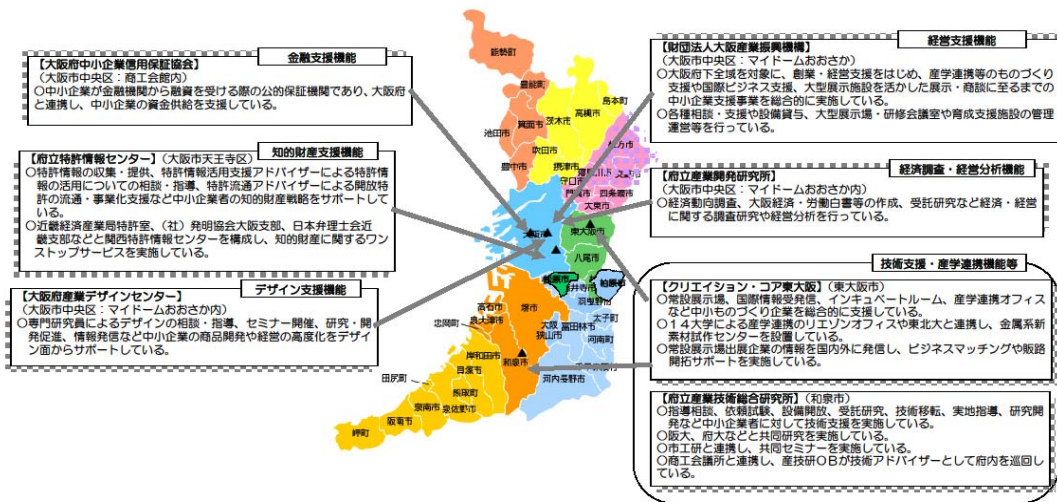 金融支援機能
【大阪府中小企業信用保証協会】
(大阪市中央区:商工会館内)
○中小企業が金融機関から融資を受ける際の公的保証機関であり、大阪府
と連携し、中小企業の資金供給を支援している。
知的財産支援機能
【府立特許情報センター】(大阪市天王寺区)
○特許情報の収集・提供、特許情報活用支援アドバイザーによる特許情
報の活用についての相談・指導、特許流通アドバイザーによる開放特
許の流通・事業化支援など中小企業者の知的財産戦略をサポートしてい
る。
○近畿経済産業局特許室、(社)発明協会大阪支部、日本弁理士会近
畿支部などと関西特許情報センターを構成し、知的財産に関するワン
ストップサービスを実施している。
デザイン支援機能
【大阪府産業デザインセンター】
(大阪市中央区:マイドームおおさか内)
○専門研究員によるデザインの相談・指導、セミナー開催、研究・開
発促進、情報発信など中小企業の商品開発や経営の高度化をデザイ
ン面からサポートしている。
能勢町
豊能町
島本町
高槻市
茨木市
箕面市
池田市
吹田市
豊中市
摂津市
守口市
門真市
四条畷市
大東市
大阪市
東大阪市
八尾市
柏原市
羽曳野市
高石市
堺市
泉大津市
忠岡町
大阪
狭山市
富田林市
太子町
河南町
和泉市
岸和田市
貝塚市
河内長野市
田尻町
熊取町
泉佐野市
泉南市
阪南市
岬町
経営支援機能
【財団法人大阪産業振興機構】
(大阪市中央区:マイドームおおさか)
○大阪府下全域を対象に、創業・経営支援をはじめ、産学連携等のものづくり
支援や国際ビジネス支援、大型展示施設を活かした展示・商談に至るまでの
中小企業支援事業を総合的に実施している。
○各種相談・支援や設備貸与、大型展示場・研修会議室や育成支援施設の管理
運営等を行っている。
経済調査・経営分析機能
【府立産業開発研究所】
(大阪市中央区:マイドームおおさか内)
○経済動向調査、大阪経済・労働白書等の作成、受託研究など経済・経営
に関する調査研究や経営分析を行っている。
技術支援・産学連携機能等
【クリエイション・コア東大阪】(東大阪市)
○常設展示場、国際情報受発信、インキュベートルーム、産学連携オフィス
など中小ものづくり企業を総合的に支援している。
○14大学による産学連携のリエゾンオフィスや東北大と連携し、金属系新
素材試作センターを設置している。
○常設展示場出展企業の情報を国内外に発信し、ビジネスマッチングや販路
開拓サポートを実施している。
【府立産業技術総合研究所】(和泉市)
○指導相談、依頼試験、設備開放、受託研究、技術移転、実地指導、研究開
発など中小企業者に対して技術支援を実施している。
○阪大、府大などと共同研究を実施している。
○市工研と連携し、共同セミナーを実施している。
○商工会議所と連携し、産技研OBが技術アドバイザーとして府内を巡回し
ている。